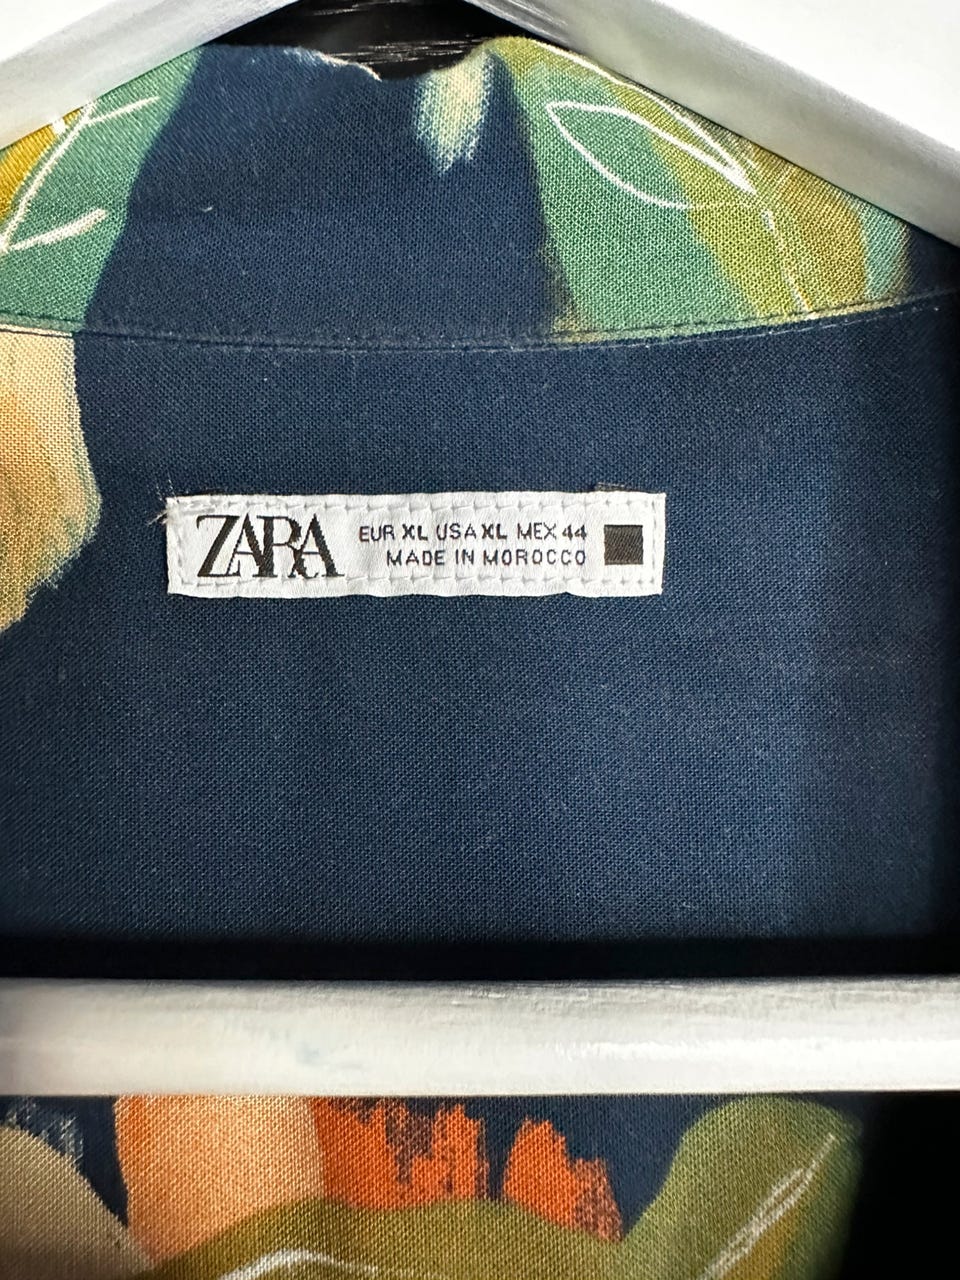 ZARA
EUR XL USA XL MEX 44
MADE IN MOROCCO